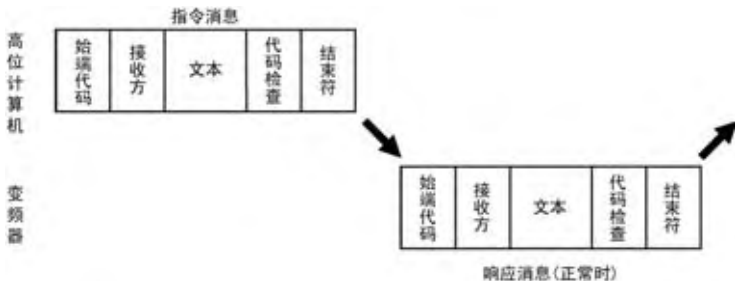 指令消息
高位计算机
始端代码
接收方
文本
代码检查
结束符
变频器
始端代码
接收方
文本
代码检查
结束符
响应消息(正常时)